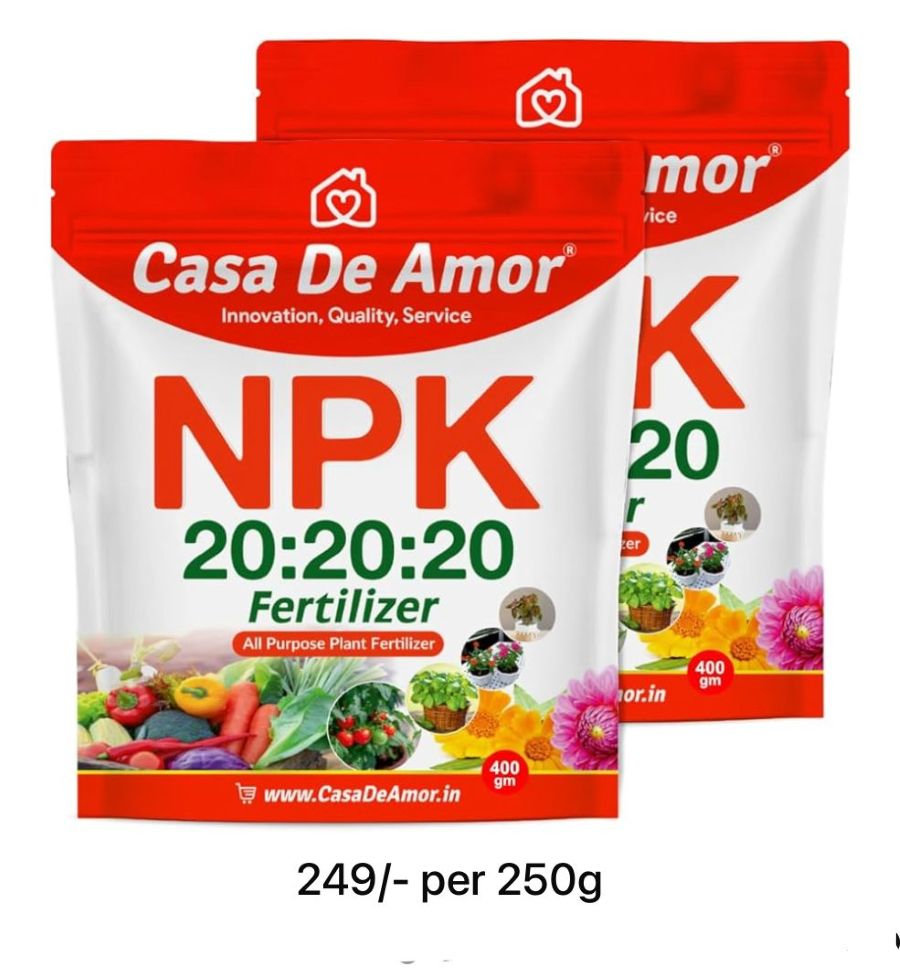 Casa De Amor®
Innovation, Quality, Service
NPK
20:20:20
Fertilizer
All Purpose Plant Fertilizer
400
gm
www.CasaDeAmor.in
mor®
vice
K
20
r
zer
400
gm
mor.in
249/- per 250g